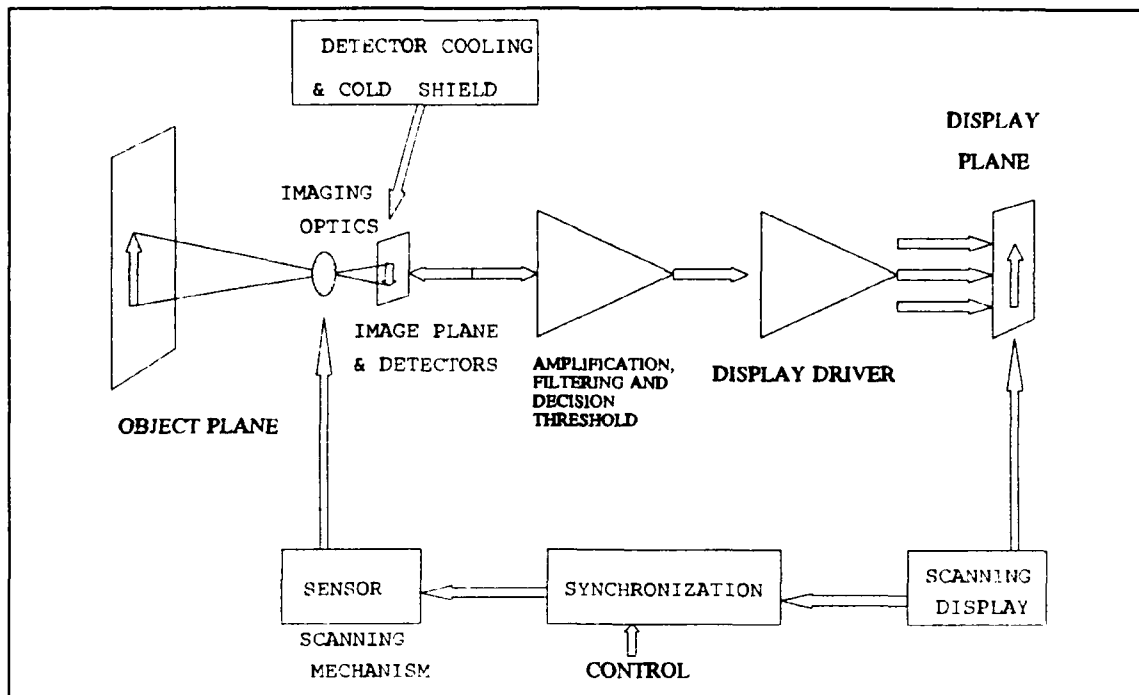 DETECTOR COOLING
& COLD SHIELD
DISPLAY
PLANE
IMAGING
OPTICS
IMAGE PLANE
& DETECTORS
AMPLIFICATION,
FILTERING AND
DECISION
THRESHOLD
DISPLAY DRIVER
OBJECT PLANE
SENSOR
SCANNING
MECHANISM
SYNCHRONIZATION
CONTROL
SCANNING
DISPLAY